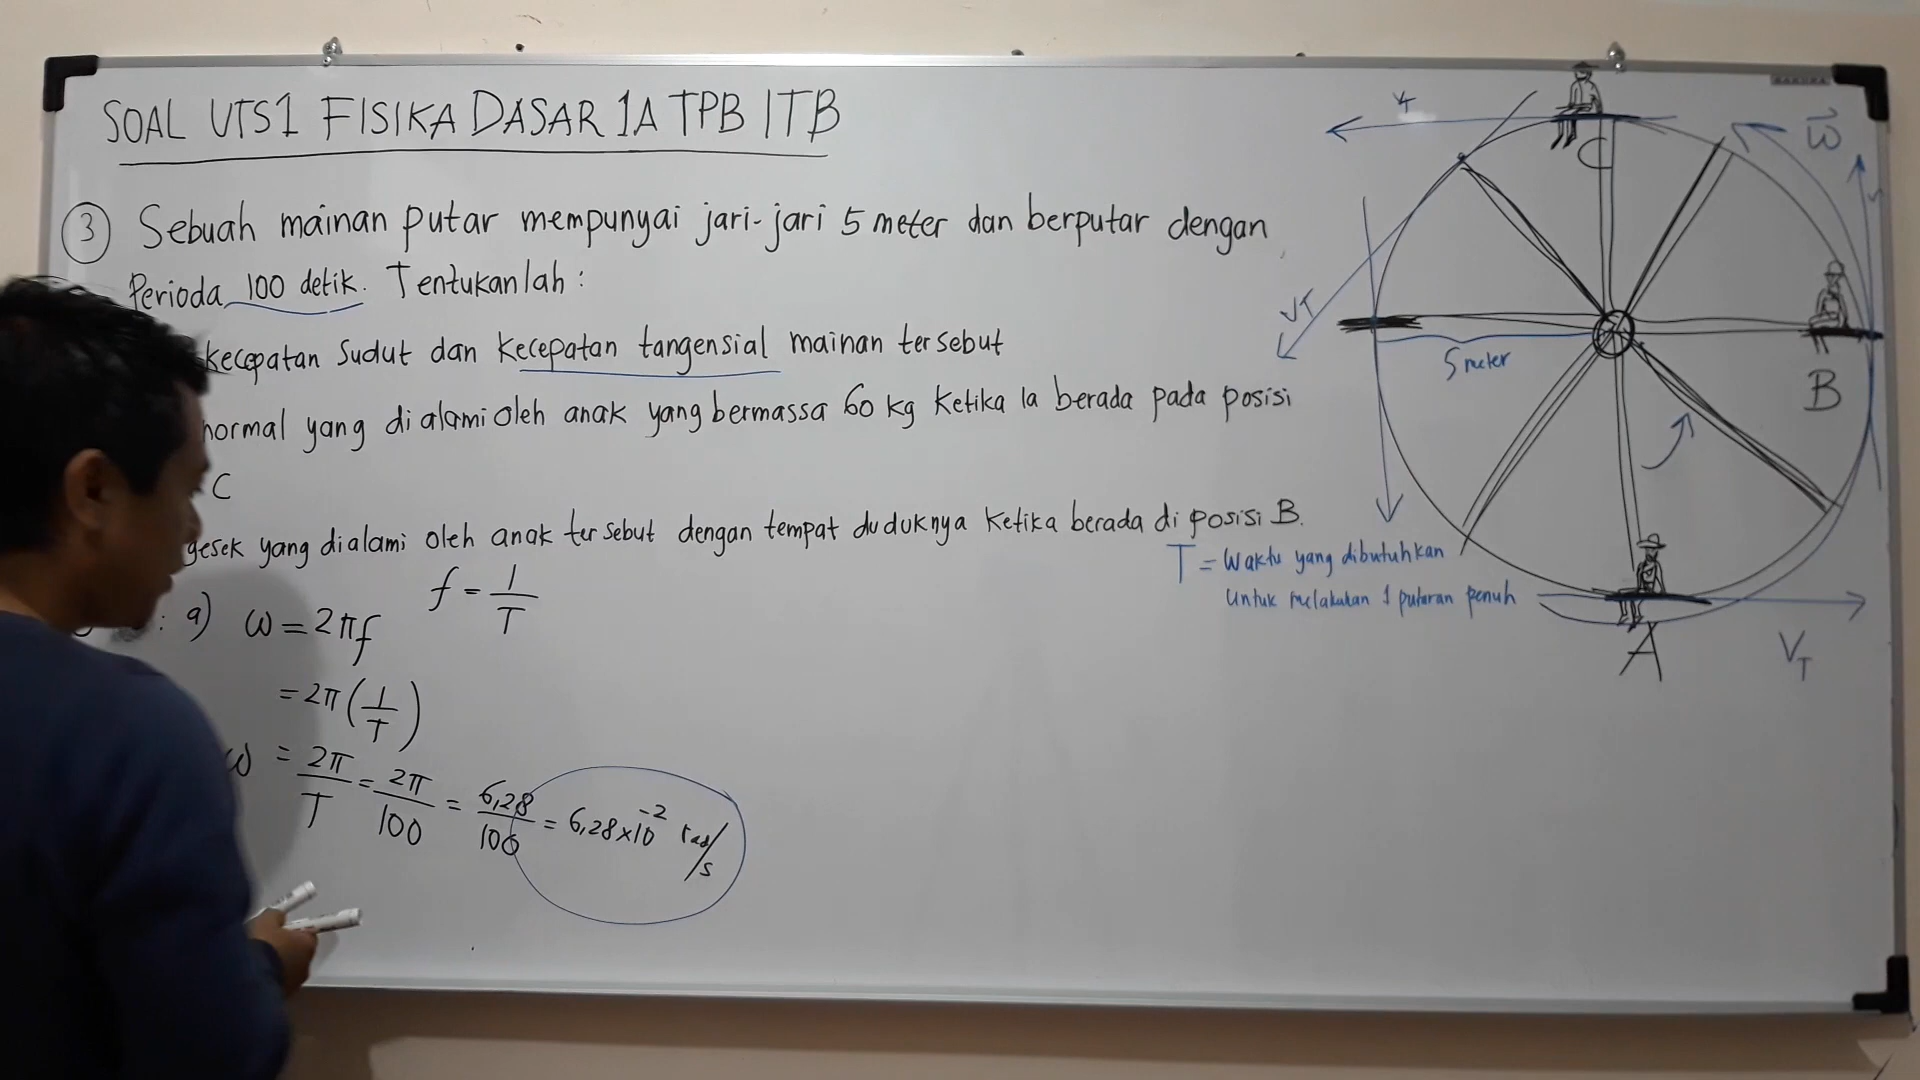 SOAL UTS1 FISIKA DASAR 1A TPB ITB
3 Sebuah mainan putar mempunyai jari-jari 5 meter dan berputar dengan
Perioda 100 detik. Tentukanlah :
kecepatan Sudut dan kecepatan tangensial mainan tersebut
normal yang dialami oleh anak yang bermassa 60 kg ketika Ia berada pada posisi
C
gesek yang dialami oleh anak tersebut dengan tempat duduknya ketika berada di posisi B.
: a) ω = 2πf
f = 1/T
= 2π (1/T)
ω = 2π/T = 2π/100 = 6,28/100 = 6,28 x 10⁻² rad/s
T = Waktu yang dibutuhkan
Untuk melakukan 1 putaran penuh
C
ω⃗
VT
5 meter
B
A
VT